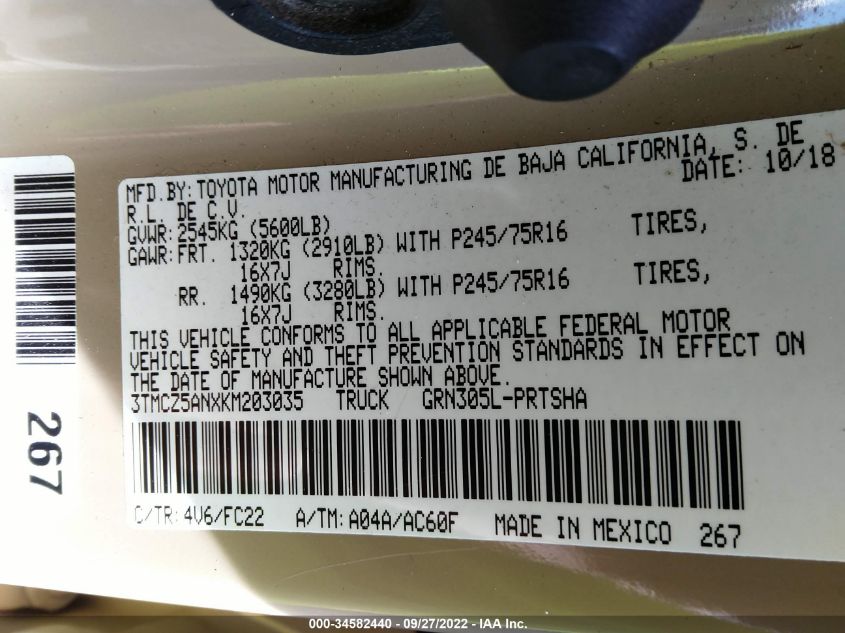 MFD.BY: TOYOTA MOTOR MANUFACTURING DE BAJA CALIFORNIA, S. DE
R.L. DE C.V. DATE: 10/18
GVWR: 2545KG (5600LB)
GAWR: FRT. 1320KG (2910LB) WITH P245/75R16 TIRES,
16X7J RIMS.
RR. 1490KG (3280LB) WITH P245/75R16 TIRES,
16X7J RIMS.
THIS VEHICLE CONFORMS TO ALL APPLICABLE FEDERAL MOTOR
VEHICLE SAFETY AND THEFT PREVENTION STANDARDS IN EFFECT ON
THE DATE OF MANUFACTURE SHOWN ABOVE.
3TMCZ5ANXKM203035 TRUCK GRN305L-PRTSHA
C/TR: 4V6/FC22 A/TM: A04A/AC60F MADE IN MEXICO 267
267
000-34582440 - 09/27/2022 - IAA Inc.